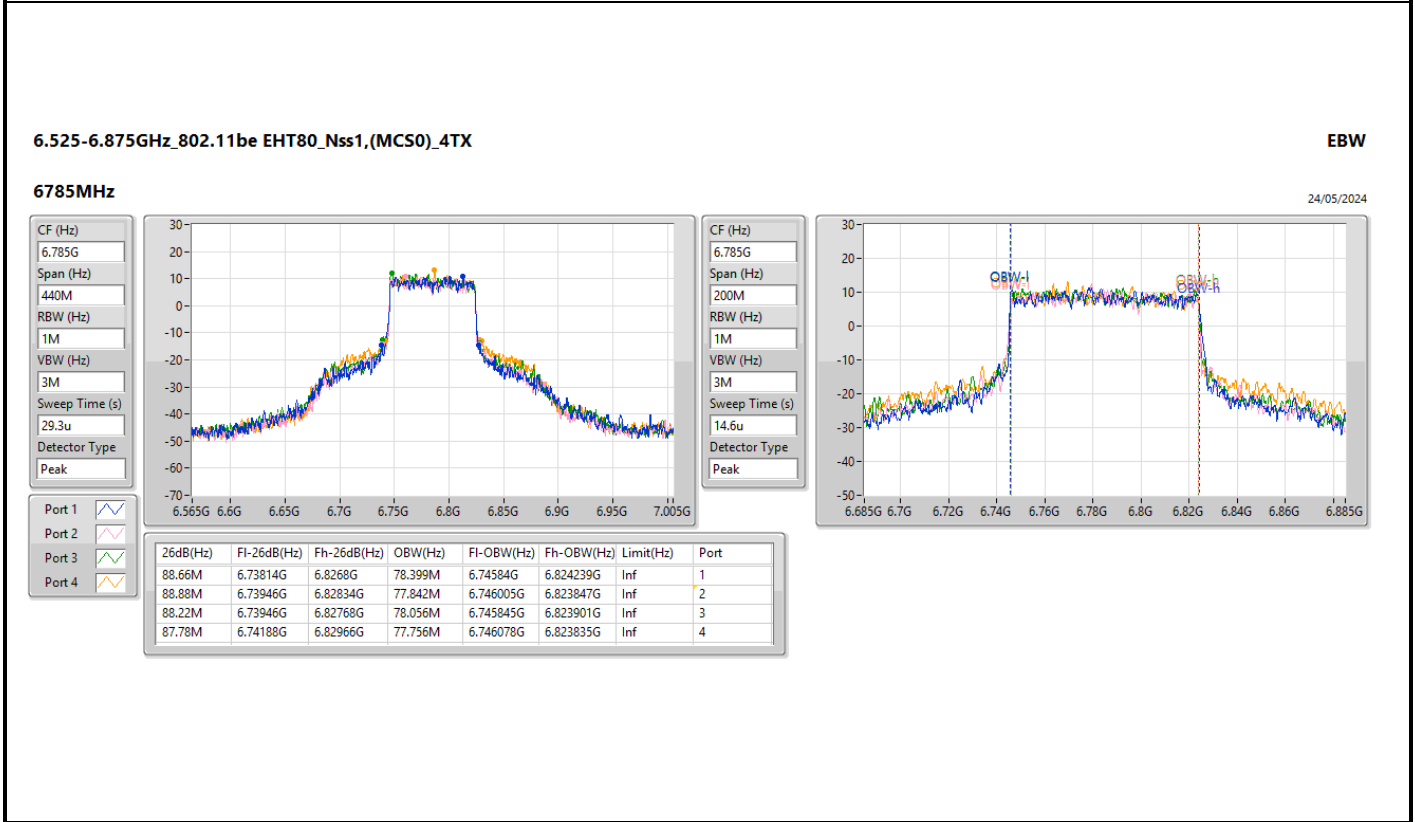 6.525-6.875GHz_802.11be EHT80_Nss1,(MCS0)_4TX
EBW
6785MHz
24/05/2024
CF (Hz)
6.785G
Span (Hz)
440M
RBW (Hz)
1M
VBW (Hz)
3M
Sweep Time (s)
29.3u
Detector Type
Peak
30
20
10
0
-10
-20
-30
-40
-50
-60
-70
6.565G 6.6G 6.65G 6.7G 6.75G 6.8G 6.85G 6.9G 6.95G 7.005G
CF (Hz)
6.785G
Span (Hz)
200M
RBW (Hz)
1M
VBW (Hz)
3M
Sweep Time (s)
14.6u
Detector Type
Peak
30
20
10
0
-10
-20
-30
-40
-50
OBW-l
OBW-h
OBW-h
6.685G 6.7G 6.72G 6.74G 6.76G 6.78G 6.8G 6.82G 6.84G 6.86G 6.885G
Port 1
Port 2
Port 3
Port 4
26dB(Hz) Fl-26dB(Hz) Fh-26dB(Hz) OBW(Hz) Fl-OBW(Hz) Fh-OBW(Hz) Limit(Hz) Port
88.66M 6.73814G 6.8268G 78.399M 6.74584G 6.824239G Inf 1
88.88M 6.73946G 6.82834G 77.842M 6.746005G 6.823847G Inf 2
88.22M 6.73946G 6.82768G 78.056M 6.745845G 6.823901G Inf 3
87.78M 6.74188G 6.82966G 77.756M 6.746078G 6.823835G Inf 4